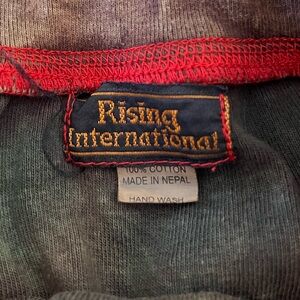 Rising
International
100% COTTON
MADE IN NEPAL
HAND WASH